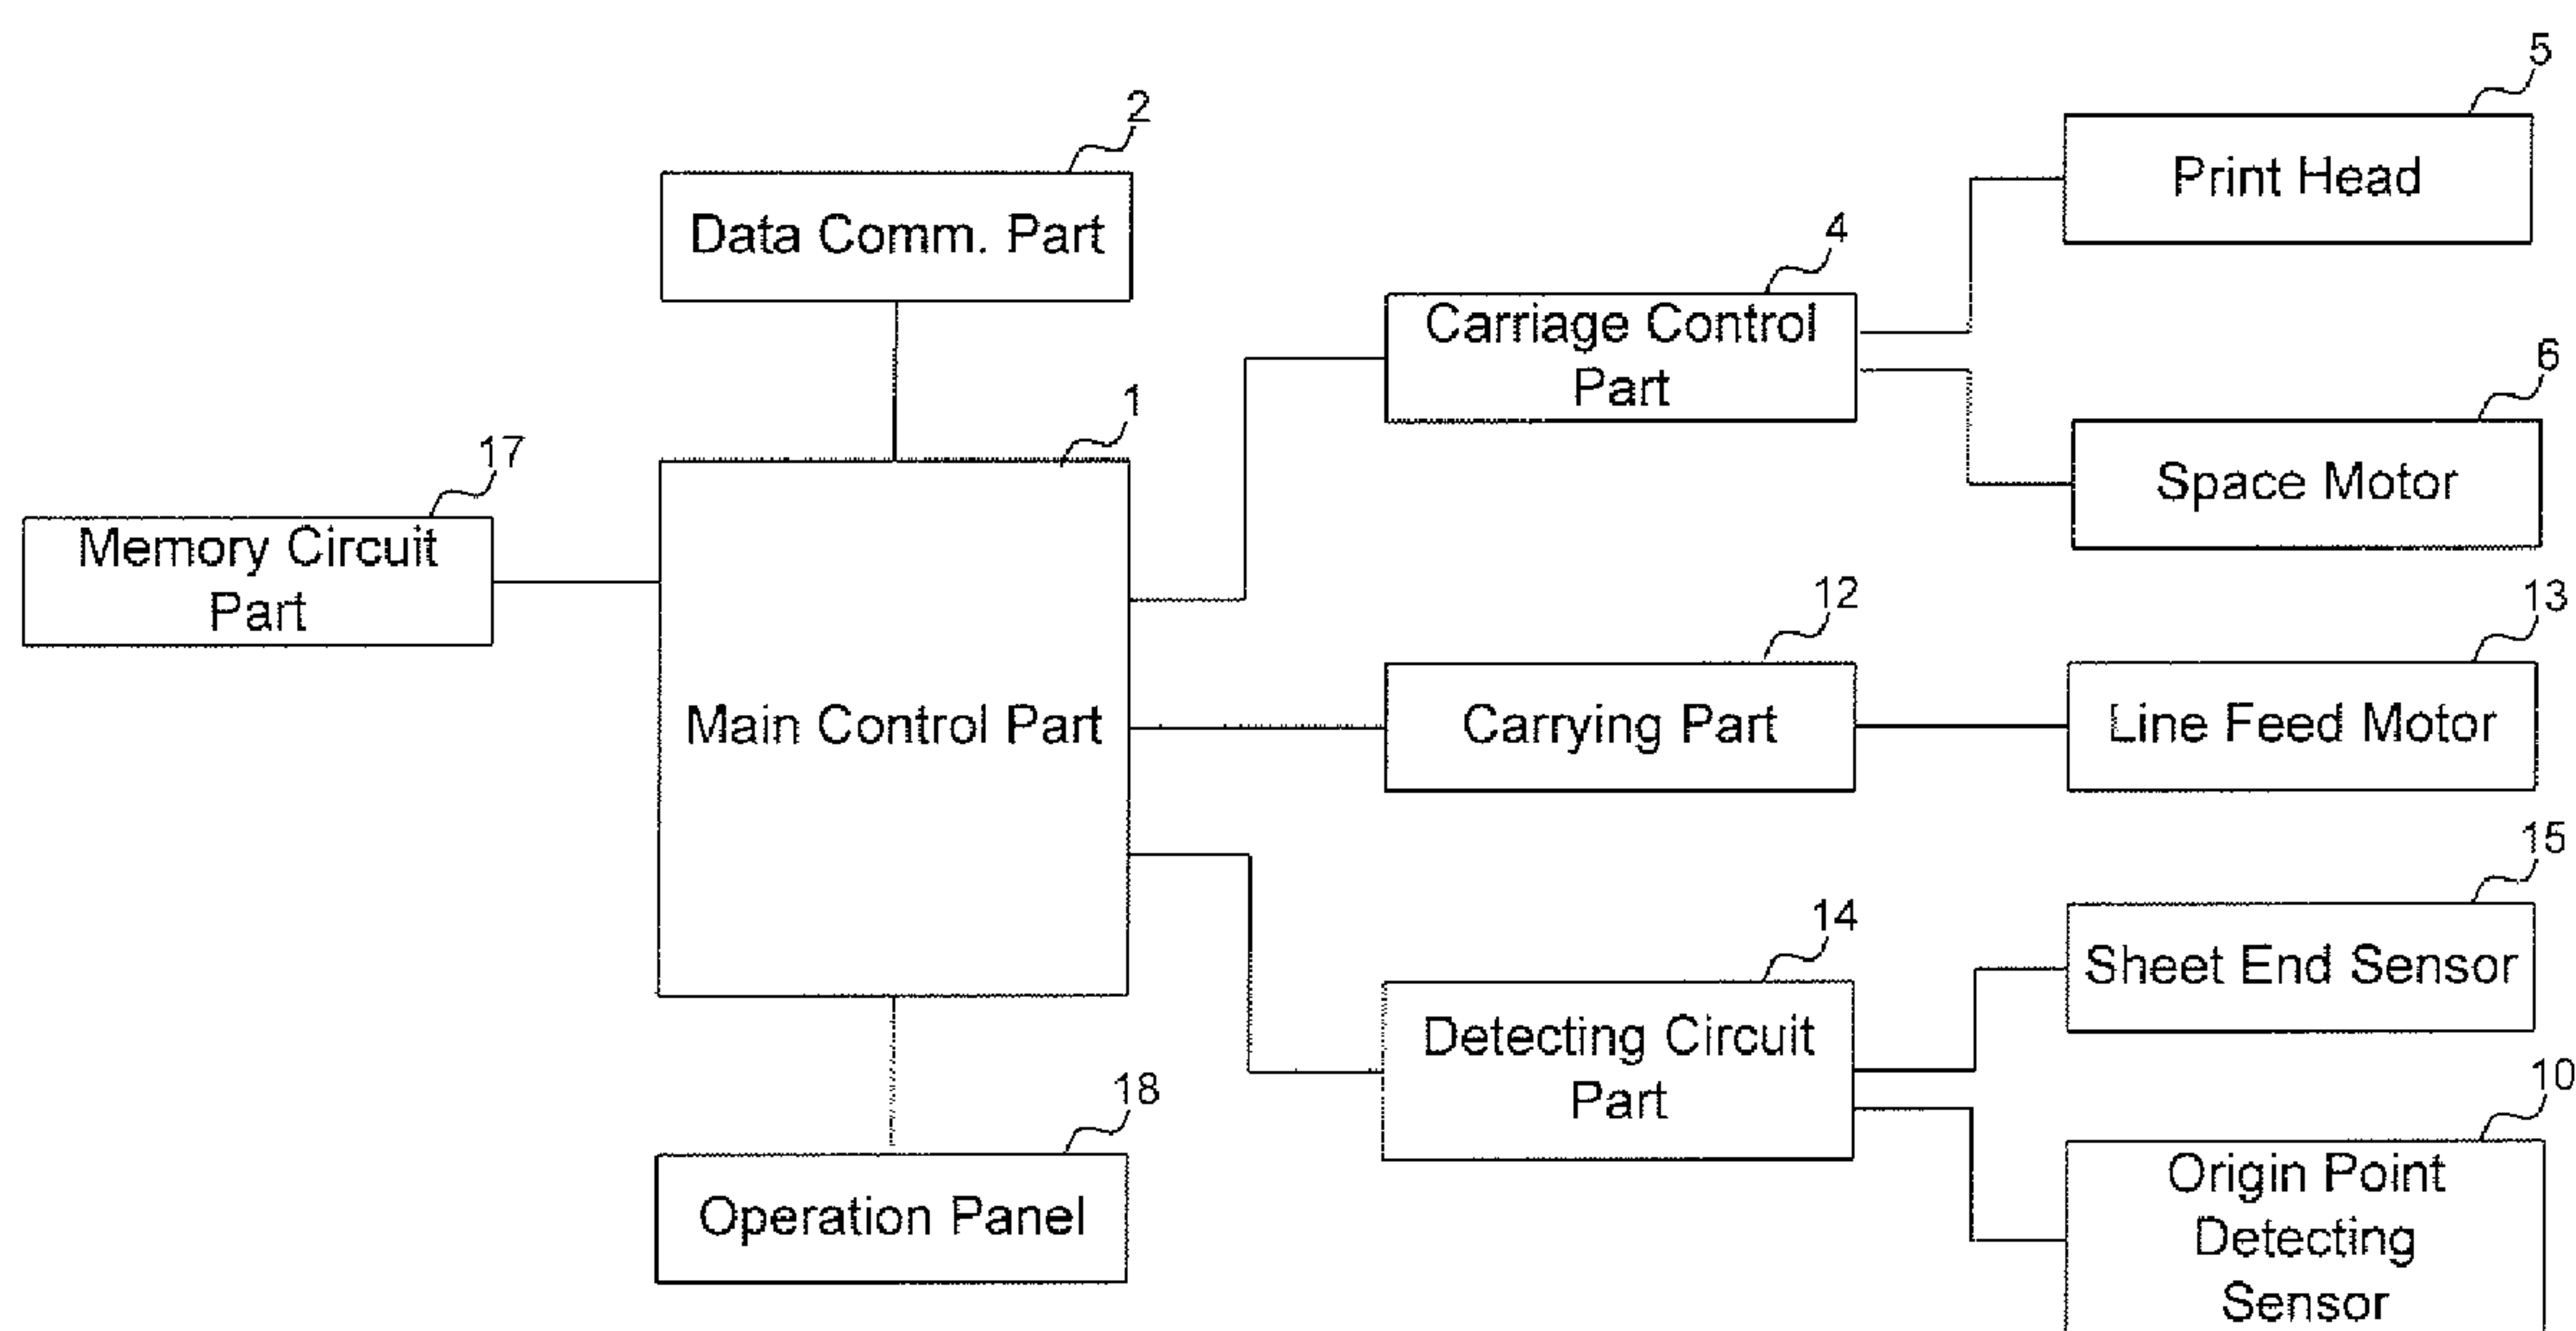 5
Print Head
2
Data Comm. Part
4
Carriage Control
Part
6
Space Motor
1
Main Control Part
17
Memory Circuit
Part
12
Carrying Part
13
Line Feed Motor
15
Sheet End Sensor
14
Detecting Circuit
Part
18
Operation Panel
10
Origin Point
Detecting
Sensor